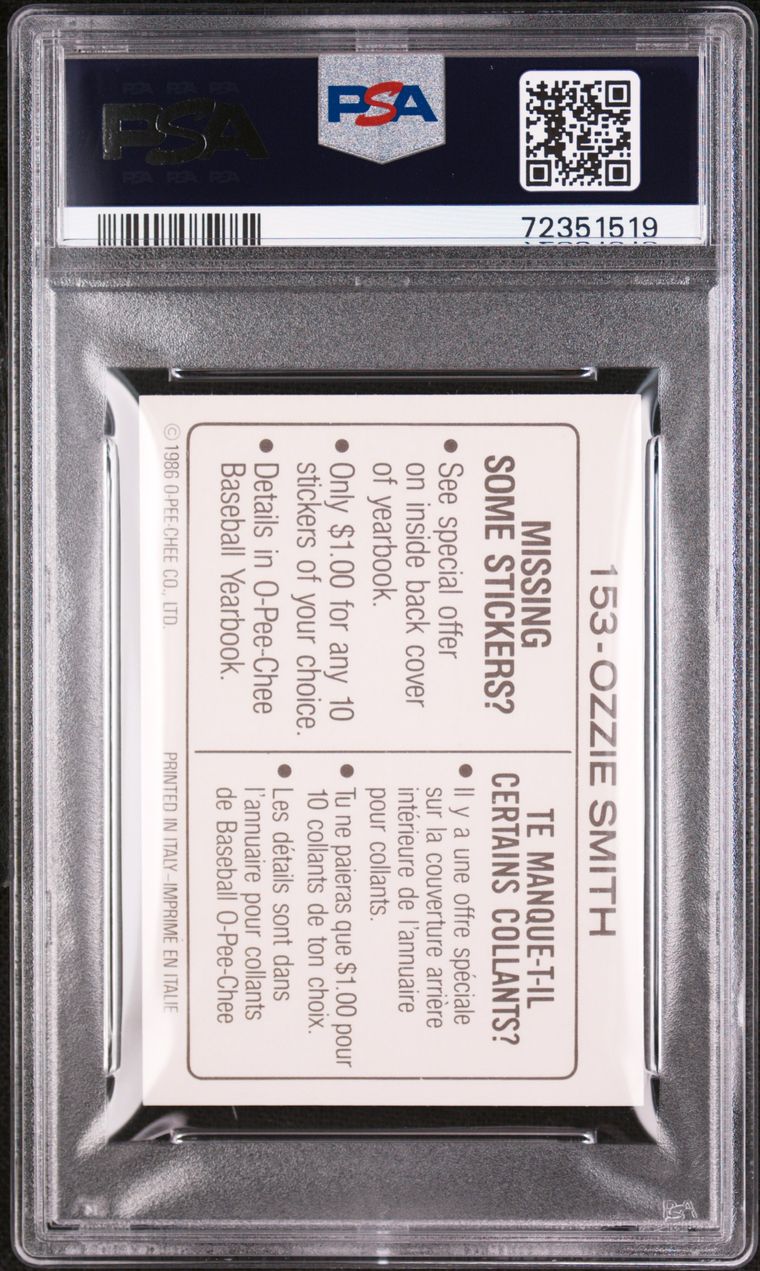 PSA
PSA
72351519
153-OZZIE SMITH
MISSING
SOME STICKERS?
• See special offer
on inside back cover
of yearbook.
• Only $1.00 for any 10
stickers of your choice.
• Details in O-Pee-Chee
Baseball Yearbook.
TE MANQUE-T-IL
CERTAINS COLLANTS?
• Il y a une offre spéciale
sur la couverture arrière
intérieure de l'annuaire
pour collants.
• Tu ne paieras que $1.00 pour
10 collants de ton choix.
• Les détails sont dans
l'annuaire pour collants
de Baseball O-Pee-Chee
© 1986 O-PEE-CHEE CO., LTD.
PRINTED IN ITALY–IMPRIMÉ EN ITALIE
PSA